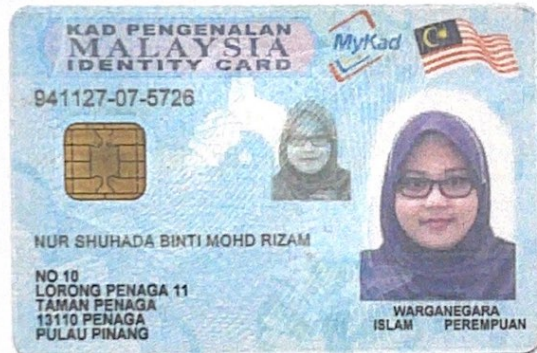 KAD PENGENALAN
MALAYSIA
IDENTITY CARD
MyKad
941127-07-5726
NUR SHUHADA BINTI MOHD RIZAM
NO 10
LORONG PENAGA 11
TAMAN PENAGA
13110 PENAGA
PULAU PINANG
WARGANEGARA
ISLAM PEREMPUAN